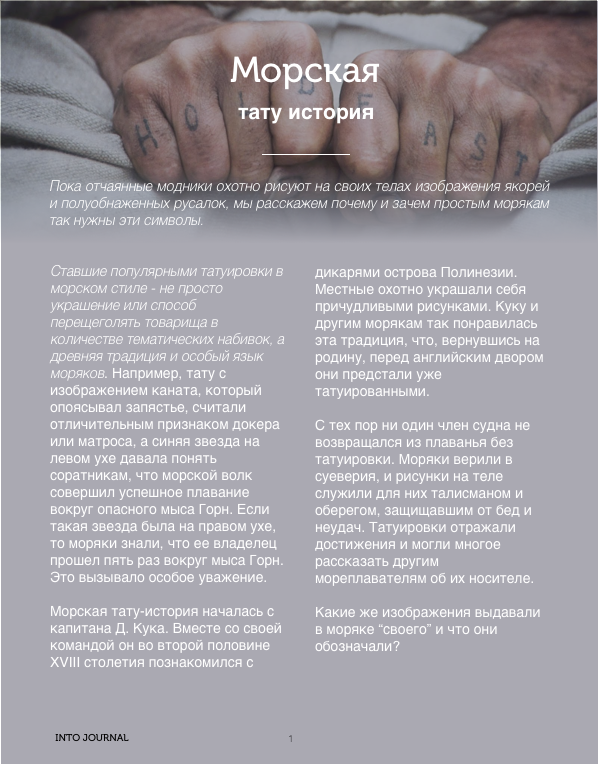 Морская
тату история
H O L D F A S T
Пока отчаянные модники охотно рисуют на своих телах изображения якорей
и полуобнаженных русалок, мы расскажем почему и зачем простым морякам
так нужны эти символы.
Ставшие популярными татуировки в
морском стиле - не просто
украшение или способ
перещеголять товарища в
количестве тематических набивок, а
древняя традиция и особый язык
моряков. Например, тату с
изображением каната, который
опоясывал запястье, считали
отличительным признаком докера
или матроса, а синяя звезда на
левом ухе давала понять
соратникам, что морской волк
совершил успешное плавание
вокруг опасного мыса Горн. Если
такая звезда была на правом ухе,
то моряки знали, что ее владелец
прошел пять раз вокруг мыса Горн.
Это вызывало особое уважение.
Морская тату-история началась с
капитана Д. Кука. Вместе со своей
командой он во второй половине
XVIII столетия познакомился с
дикарями острова Полинезии.
Местные охотно украшали себя
причудливыми рисунками. Куку и
другим морякам так понравилась
эта традиция, что, вернувшись на
родину, перед английским двором
они предстали уже
татуированными.
С тех пор ни один член судна не
возвращался из плаванья без
татуировки. Моряки верили в
суеверия, и рисунки на теле
служили для них талисманом и
оберегом, защищавшим от бед и
неудач. Татуировки отражали
достижения и могли многое
рассказать другим
мореплавателям об их носителе.
Какие же изображения выдавали
в моряке “своего” и что они
обозначали?
INTO JOURNAL
1